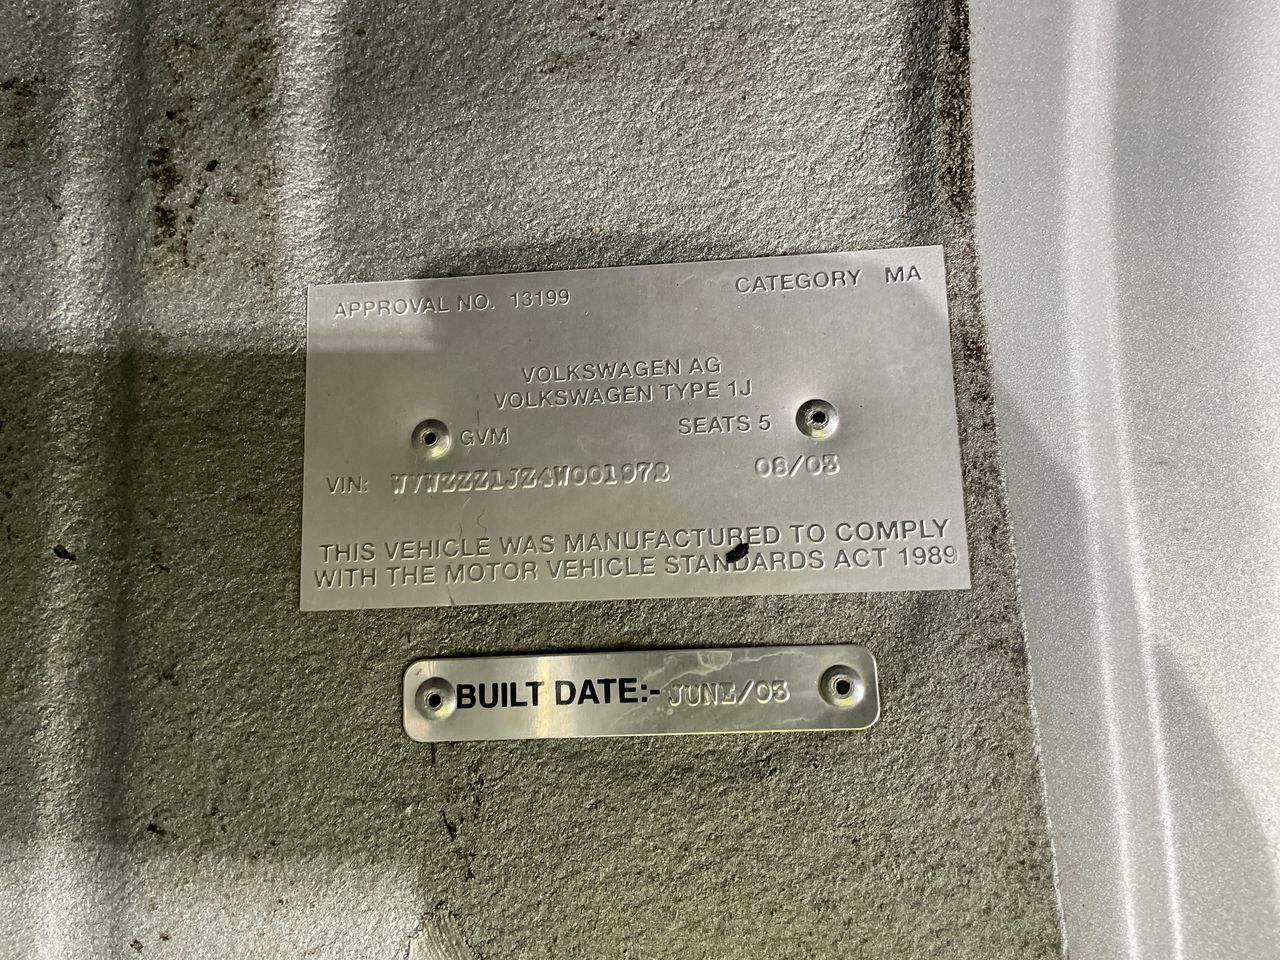 APPROVAL NO. 13199 CATEGORY MA
VOLKSWAGEN AG
VOLKSWAGEN TYPE 1J
GVM SEATS 5
VIN: WVWZZZ1JZ4W001972 08/03
THIS VEHICLE WAS MANUFACTURED TO COMPLY
WITH THE MOTOR VEHICLE STANDARDS ACT 1989
BUILT DATE:- JUNE/03